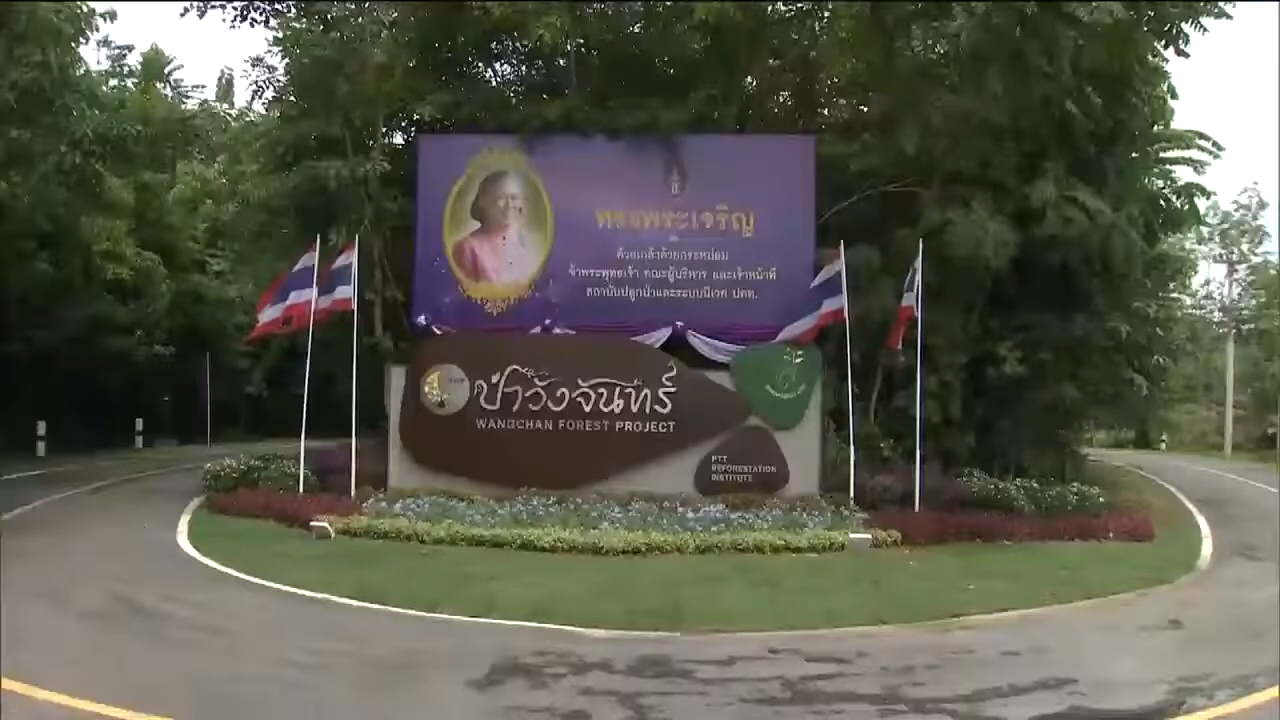 ทรงพระเจริญ
ด้วยเกล้าด้วยกระหม่อม
ข้าพระพุทธเจ้า คณะผู้บริหาร และเจ้าหน้าที่
สถาบันปลูกป่าและระบบนิเวศ ปตท.
ป่าวังจันทร์
WANGCHAN FOREST PROJECT
PTT
REFORESTATION
INSTITUTE